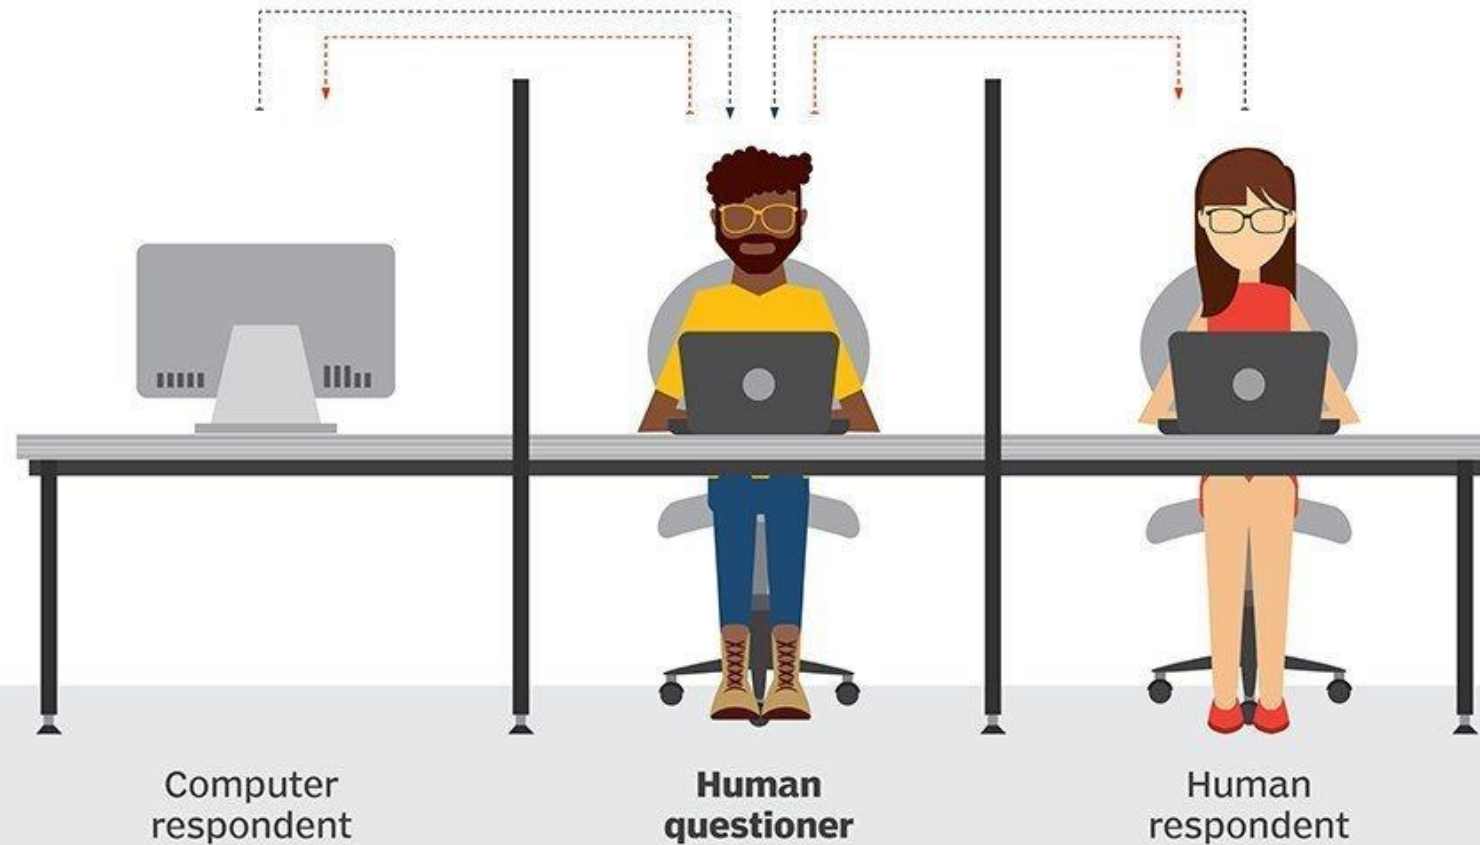 Computer
respondent
Human
questioner
Human
respondent